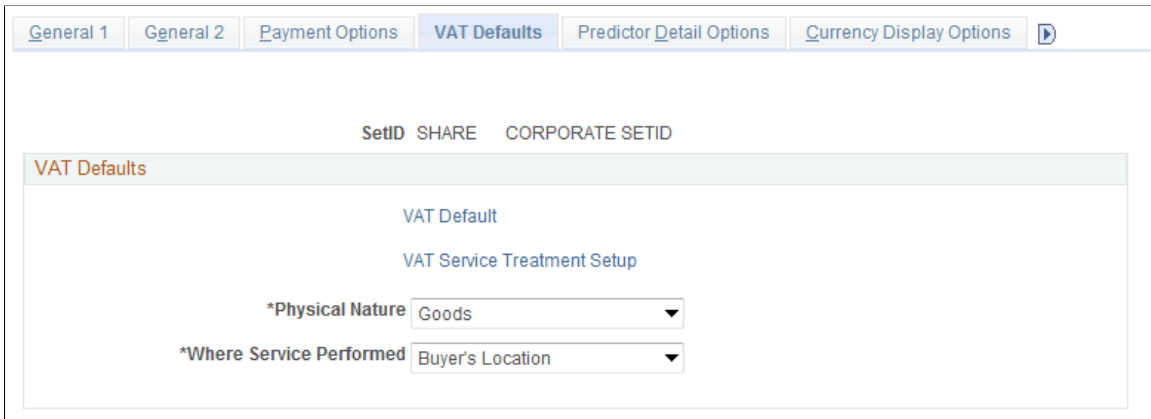 General 1 General 2 Payment Options VAT Defaults Predictor Detail Options Currency Display Options
SetID SHARE CORPORATE SETID
VAT Defaults
VAT Default
VAT Service Treatment Setup
*Physical Nature Goods
*Where Service Performed Buyer's Location